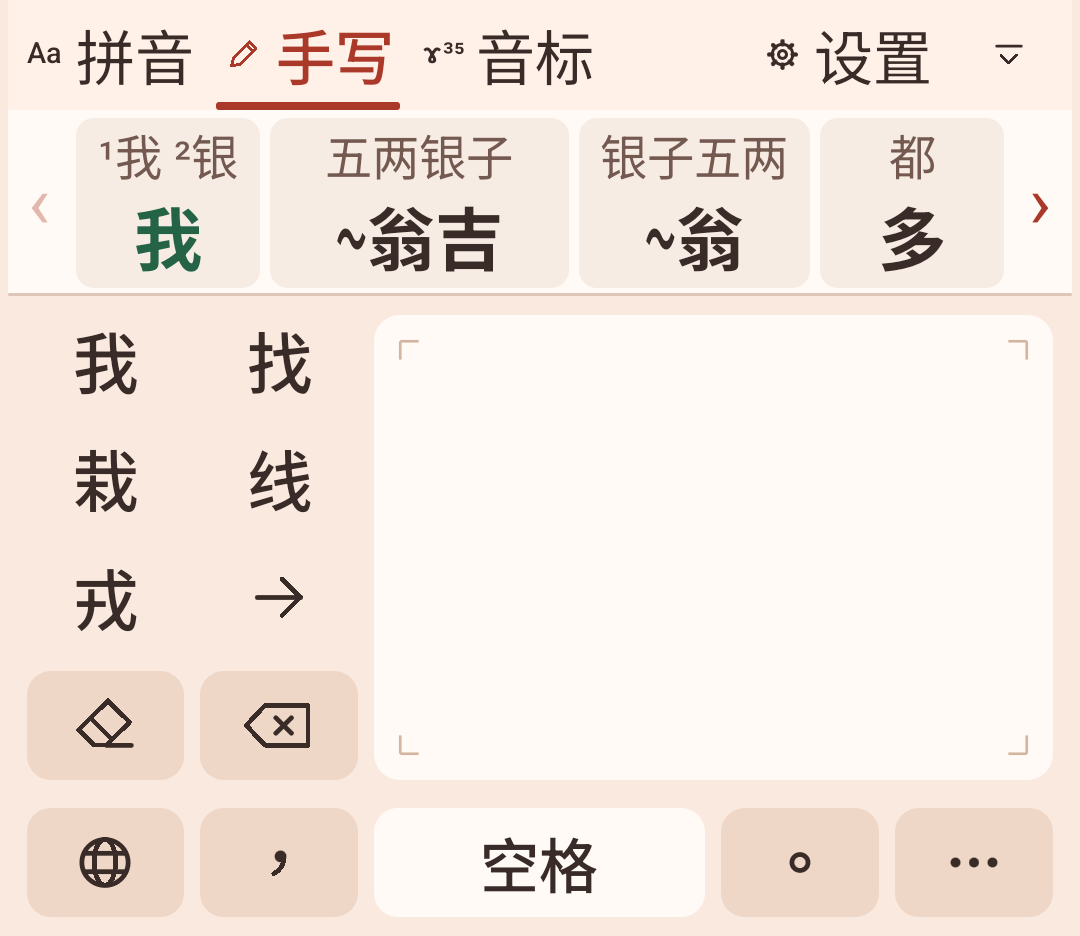 Aa 拼音 手写 ɤ³⁵ 音标 设置
¹我 ²银 五两银子 银子五两 都
我 ~翁吉 ~翁 多
我 找
栽 线
戎 →
， 空格 。 •••